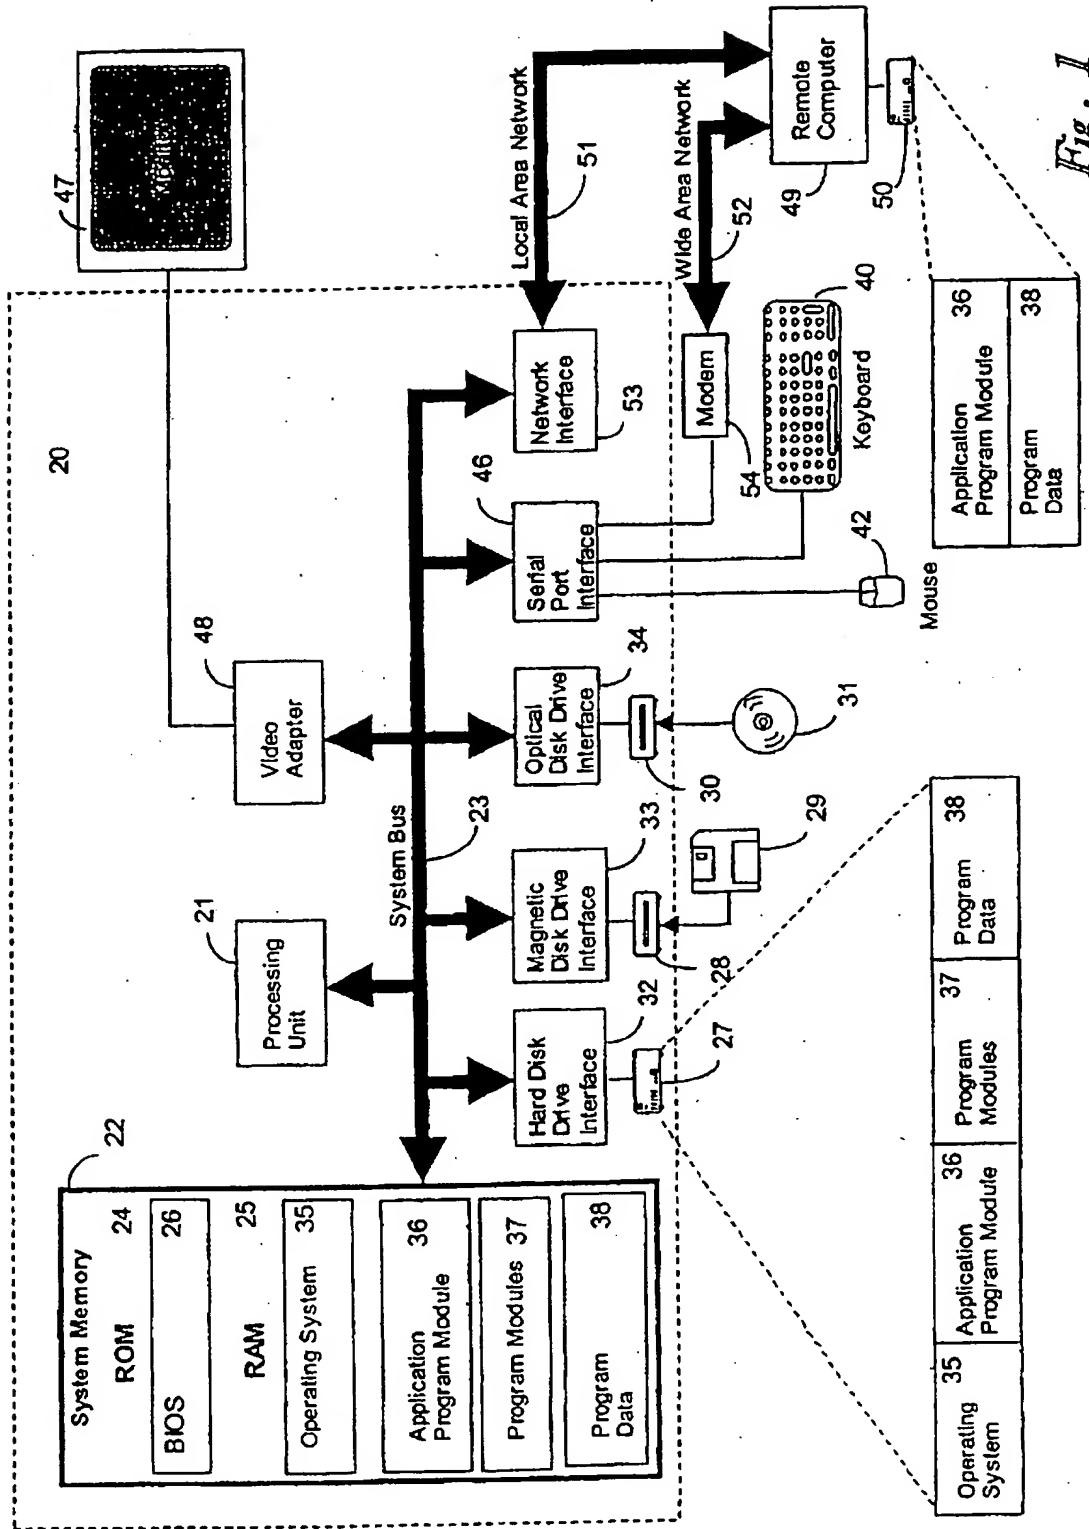 System Memory
22
ROM
24
BIOS
26
RAM
25
Operating System
35
Application
Program Module
36
Program Modules
37
Program
Data
38
20
Processing
Unit
21
Video
Adapter
48
47
System Bus
23
Hard Disk
Drive
Interface
32
Magnetic
Disk Drive
Interface
33
Optical
Disk Drive
Interface
34
Serial
Port
Interface
46
Network
Interface
53
Local Area Network
51
27
28
29
30
31
Modem
54
Wide Area Network
52
Remote
Computer
49
50
Mouse
42
Keyboard
40
Operating
System
35
Application
Program Module
36
Program
Modules
37
Program
Data
38
Application
Program Module
36
Program
Data
38
Fig. 1